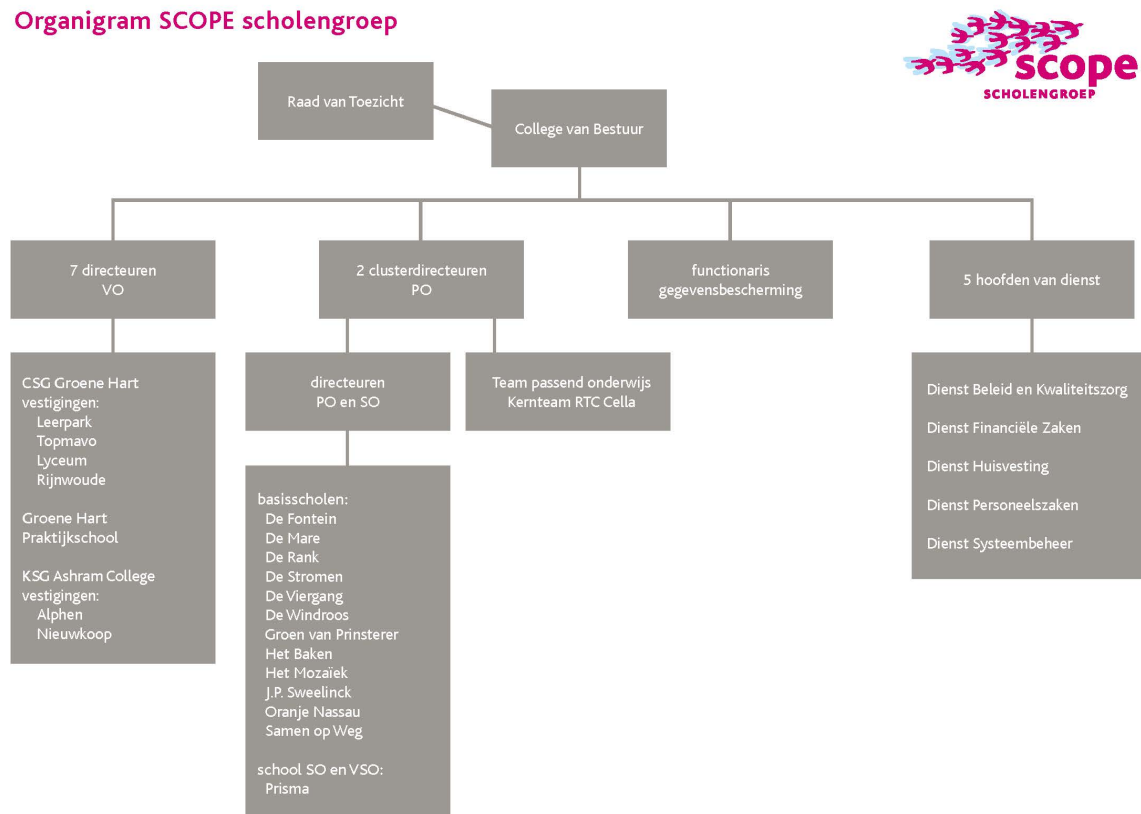 Organigram SCOPE scholengroep
scope
SCHOLENGROEP
Raad van Toezicht
College van Bestuur
7 directeuren
VO
2 clusterdirecteuren
PO
functionaris
gegevensbescherming
5 hoofden van dienst
CSG Groene Hart
vestigingen:
Leerpark
Topmavo
Lyceum
Rijnwoude
Groene Hart
Praktijkschool
KSG Ashram College
vestigingen:
Alphen
Nieuwkoop
directeuren
PO en SO
Team passend onderwijs
Kernteam RTC Cella
basisscholen:
De Fontein
De Mare
De Rank
De Stromen
De Viergang
De Windroos
Groen van Prinsterer
Het Baken
Het Mozaïek
J.P. Sweelinck
Oranje Nassau
Samen op Weg
school SO en VSO:
Prisma
Dienst Beleid en Kwaliteitszorg
Dienst Financiële Zaken
Dienst Huisvesting
Dienst Personeelszaken
Dienst Systeembeheer